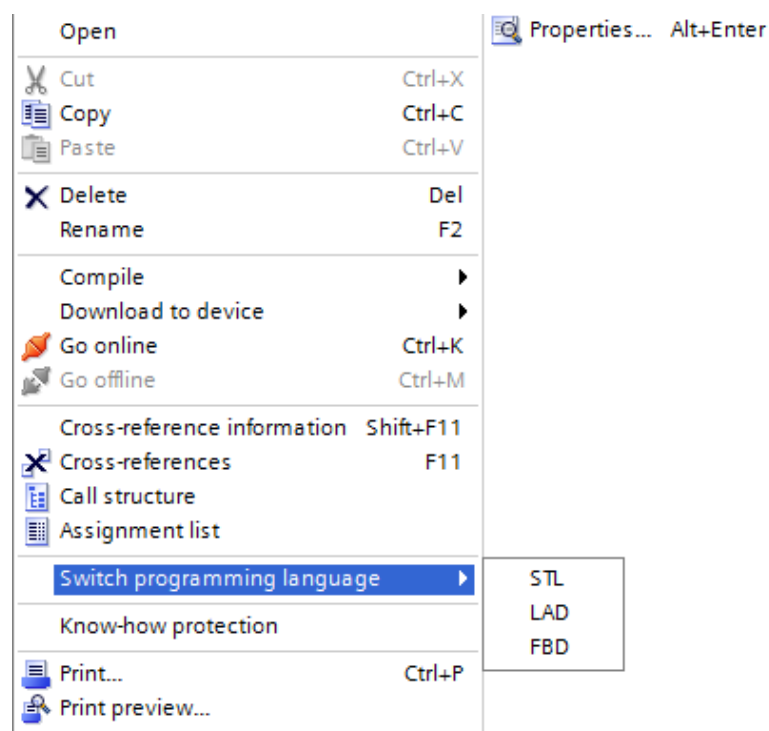 Open
Cut Ctrl+X
Copy Ctrl+C
Paste Ctrl+V
Delete Del
Rename F2
Compile
Download to device
Go online Ctrl+K
Go offline Ctrl+M
Cross-reference information Shift+F11
Cross-references F11
Call structure
Assignment list
Switch programming language
Know-how protection
Print... Ctrl+P
Print preview...
Properties... Alt+Enter
STL
LAD
FBD